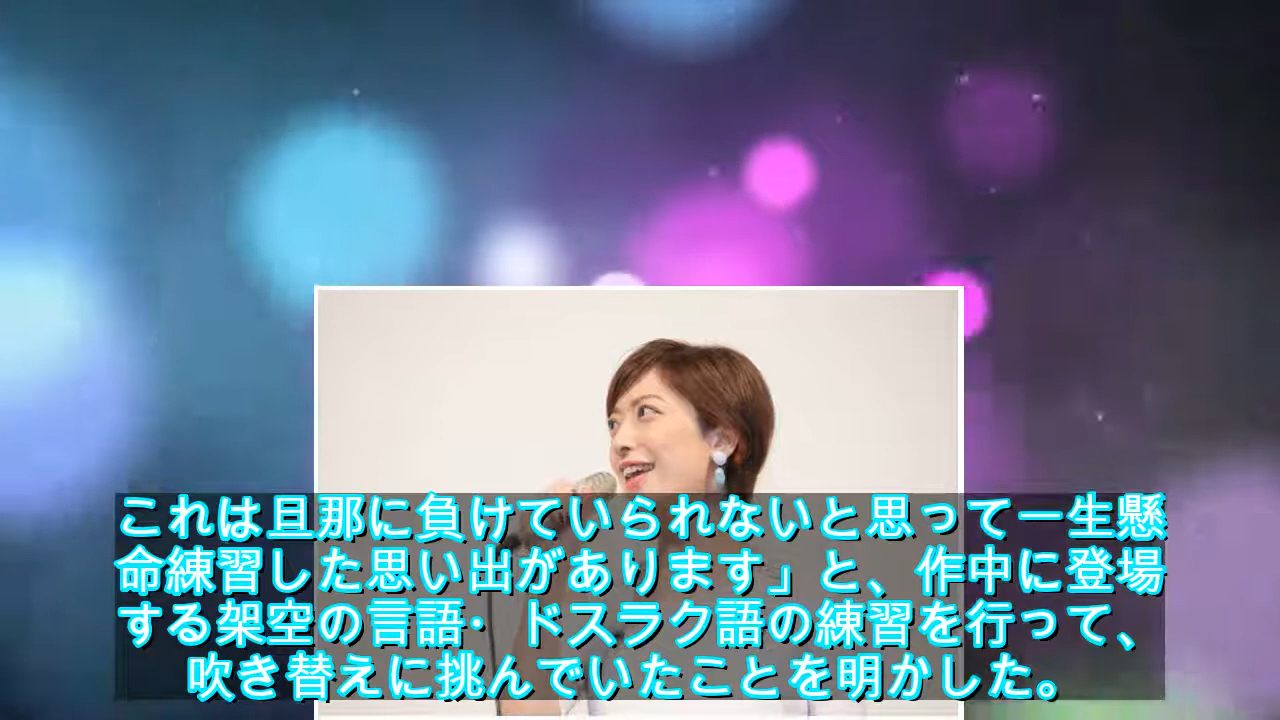 これは旦那に負けていられないと思って一生懸
命練習した思い出があります」と、作中に登場
する架空の言語・ドスラク語の練習を行って、
吹き替えに挑んでいたことを明かした。